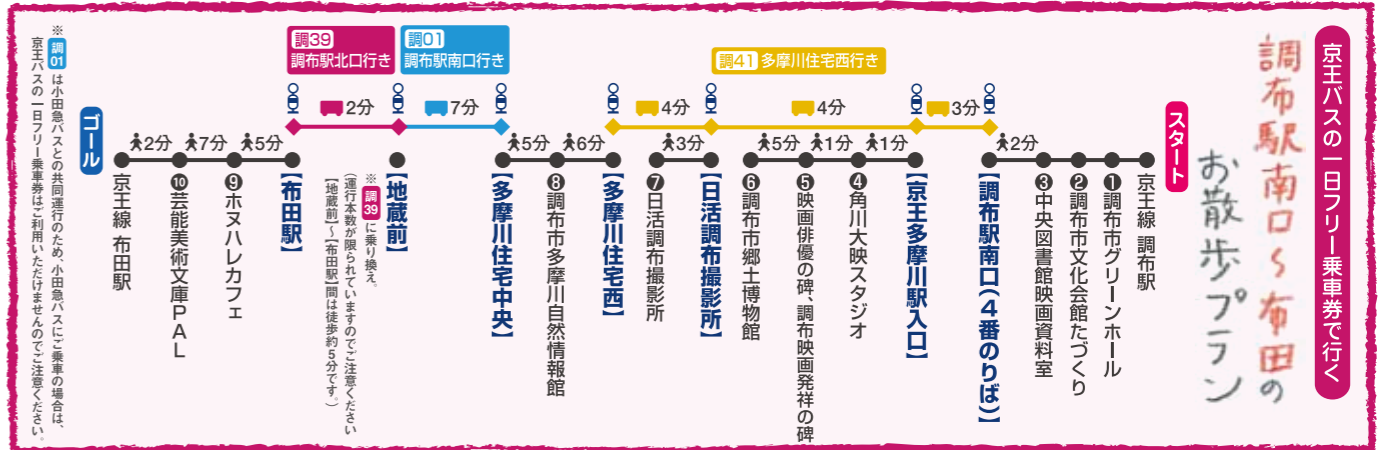 京王バスの一日フリー乗車券で行く
調布駅南口〜布田の
お散歩プラン
スタート
京王線 調布駅
❶調布市グリーンホール
❷調布市文化会館たづくり
❸中央図書館映画資料室
2分
【調布駅南口(4番のりば)】
調41 多摩川住宅西行き
3分
【京王多摩川駅入口】
1分
❹角川大映スタジオ
1分
❺映画俳優の碑、調布映画発祥の碑
5分
❻調布市郷土博物館
4分
【日活調布撮影所】
3分
❼日活調布撮影所
4分
【多摩川住宅西】
6分
❽調布市多摩川自然情報館
5分
【多摩川住宅中央】
調01
調布駅南口行き
7分
【地蔵前】
※調39に乗り換え。
(運行本数が限られていますのでご注意ください
【地蔵前】〜【布田駅】間は徒歩約5分です。)
調39
調布駅北口行き
2分
【布田駅】
5分
❾ホヌハレカフェ
7分
❿芸能美術文庫PAL
2分
京王線 布田駅
ゴール
※調01は小田急バスとの共同運行のため、小田急バスにご乗車の場合は、
京王バスの一日フリー乗車券はご利用いただけませんのでご注意ください。